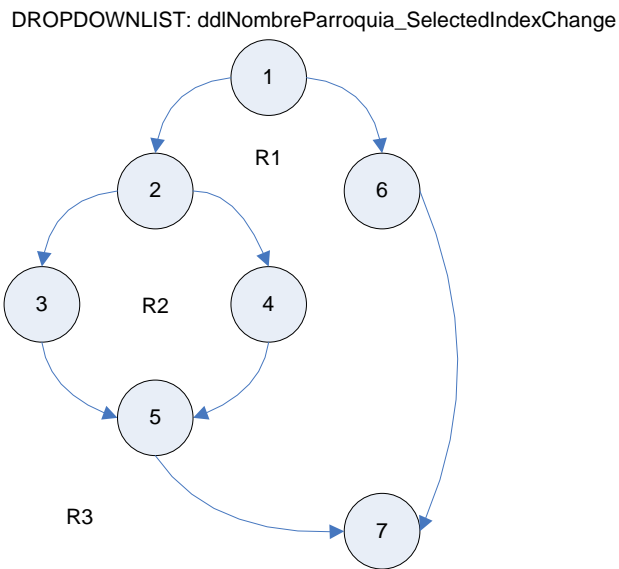 DROPDOWNLIST: ddlNombreParroquia_SelectedIndexChange
1
R1
2
6
3
R2
4
5
R3
7